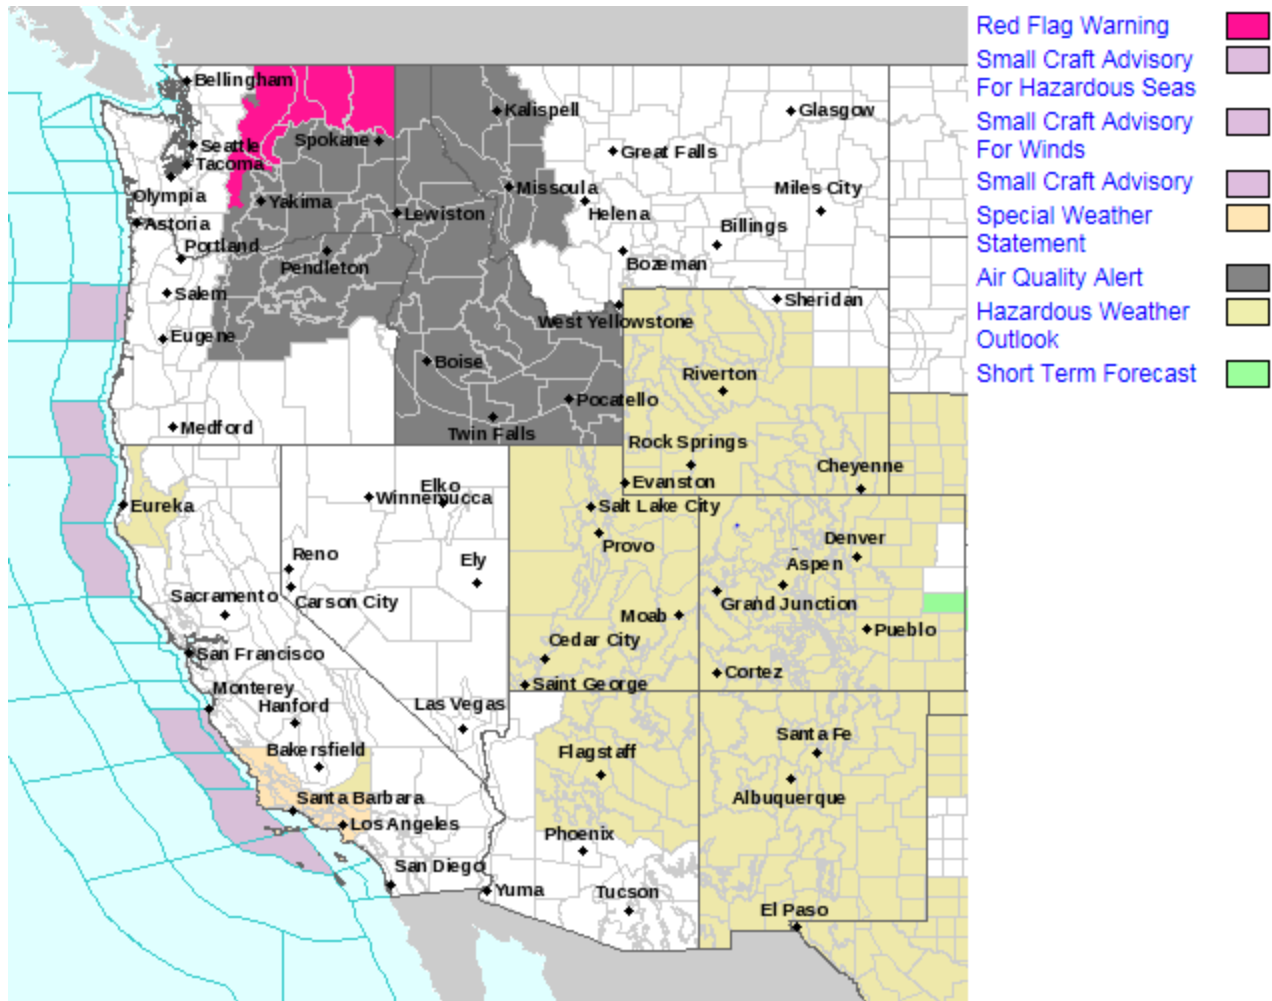 Red Flag Warning
Small Craft Advisory
For Hazardous Seas
Small Craft Advisory
For Winds
Small Craft Advisory
Special Weather
Statement
Air Quality Alert
Hazardous Weather
Outlook
Short Term Forecast
Bellingham
Kalispell
Glasgow
Seattle
Spokane
Great Falls
Tacoma
Olympia
Yakima
Missoula
Miles City
Astoria
Lewiston
Helena
Billings
Portland
Pendleton
Bozeman
Salem
Sheridan
Eugene
West Yellowstone
Boise
Riverton
Pocatello
Medford
Twin Falls
Rock Springs
Cheyenne
Evanston
Elko
Winnemucca
Eureka
Salt Lake City
Provo
Denver
Reno
Ely
Aspen
Sacramento
Carson City
Grand Junction
Moab
Pueblo
Cedar City
San Francisco
Cortez
Saint George
Monterey
Hanford
Las Vegas
Santa Fe
Bakersfield
Flagstaff
Santa Barbara
Albuquerque
Los Angeles
Phoenix
San Diego
Yuma
Tucson
El Paso